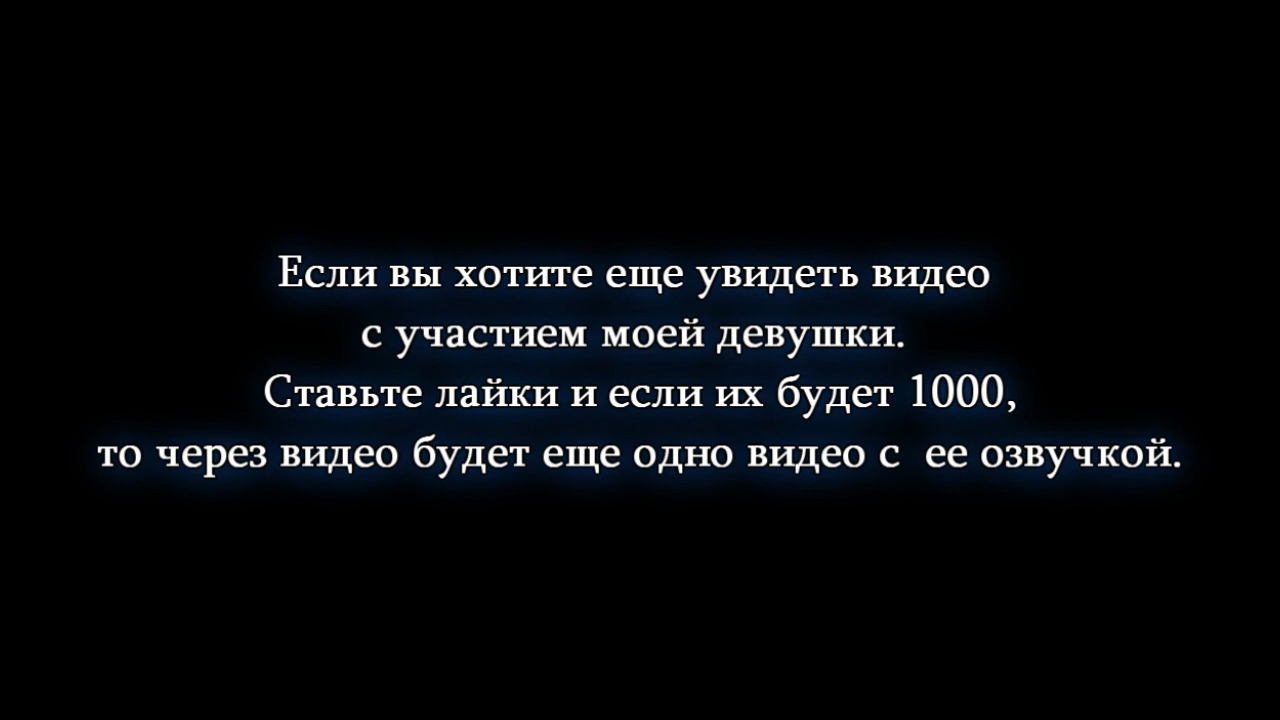 Если вы хотите еще увидеть видео
с участием моей девушки.
Ставьте лайки и если их будет 1000,
то через видео будет еще одно видео с  ее озвучкой.